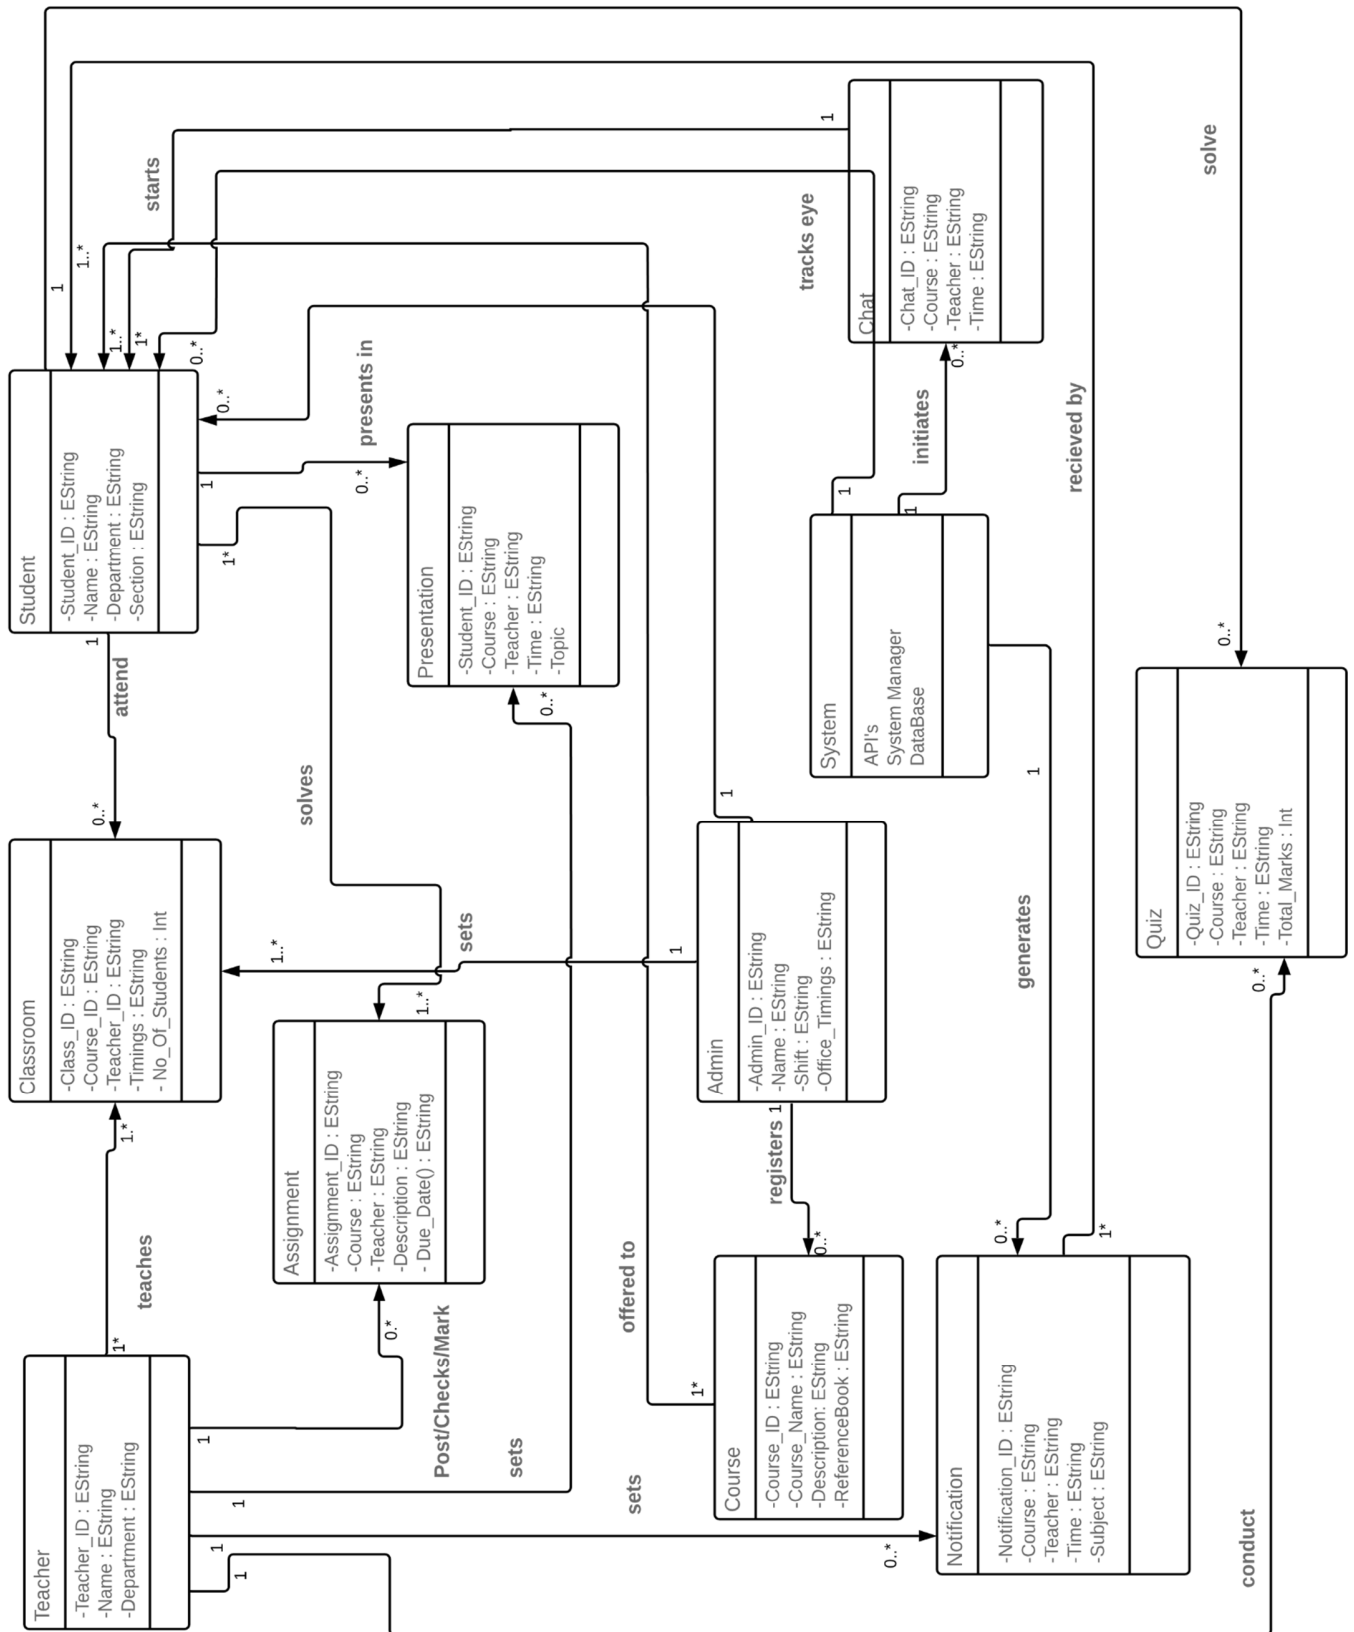 Teacher
-Teacher_ID : EString
-Name : EString
-Department : EString
1*
teaches
1.*
Classroom
-Class_ID : EString
-Course_ID : EString
-Teacher_ID : EString
-Timings : EString
- No_Of_Students : Int
0..*
attend
1
Student
-Student_ID : EString
-Name : EString
-Department : EString
-Section : EString
1
1..*
1..*
1*
0..*
0..*
starts
1
1*
1
Post/Checks/Mark
0.*
Assignment
-Assignment_ID : EString
-Course : EString
-Teacher : EString
-Description : EString
- Due_Date() : EString
1..*
solves
1..*
sets
1
sets
1
0..*
Presentation
-Student_ID : EString
-Course : EString
-Teacher : EString
-Time : EString
-Topic
0..*
presents in
1
sets
0..*
offered to
1*
Course
-Course_ID : EString
-Course_Name : EString
-Description: EString
-ReferenceBook : EString
0..*
registers
1
Admin
-Admin_ID : EString
-Name : EString
-Shift : EString
-Office_Timings : EString
1
1
System
API's
System Manager
DataBase
1
1
tracks eye
initiates
0..*
1
Chat
-Chat_ID : EString
-Course : EString
-Teacher : EString
-Time : EString
Notification
-Notification_ID : EString
-Course : EString
-Teacher : EString
-Time : EString
-Subject : EString
0..*
1*
generates
1
recieved by
1
conduct
0..*
Quiz
-Quiz_ID : EString
-Course : EString
-Teacher : EString
-Time : EString
-Total_Marks : Int
0..*
solve